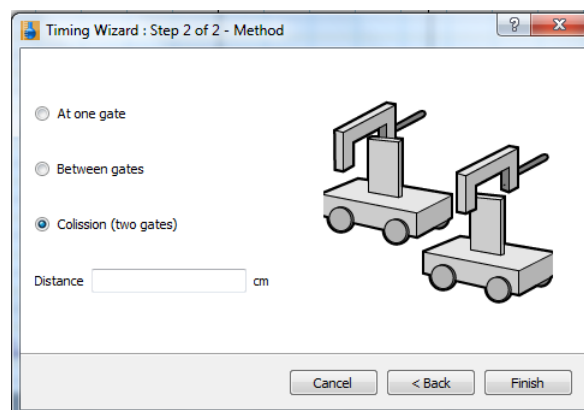 Timing Wizard : Step 2 of 2 - Method
At one gate
Between gates
Colission (two gates)
Distance cm
Cancel < Back Finish